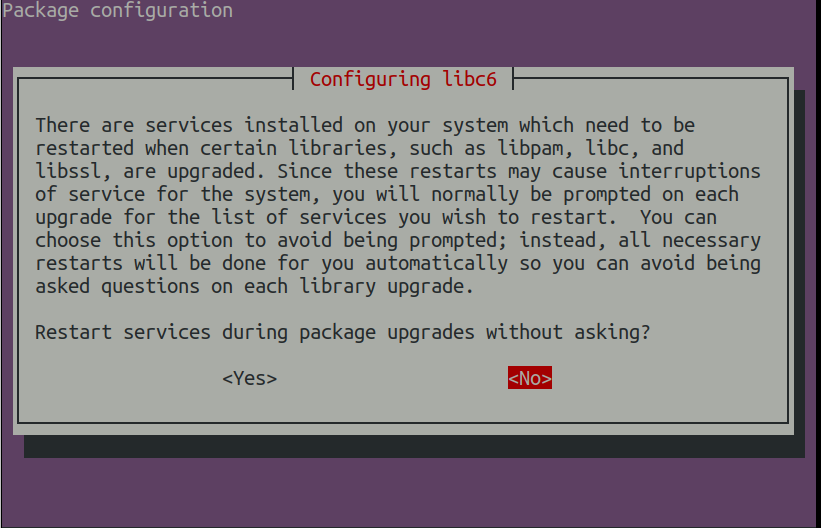 Package configuration
Configuring libc6
There are services installed on your system which need to be
restarted when certain libraries, such as libpam, libc, and
libssl, are upgraded. Since these restarts may cause interruptions
of service for the system, you will normally be prompted on each
upgrade for the list of services you wish to restart.  You can
choose this option to avoid being prompted; instead, all necessary
restarts will be done for you automatically so you can avoid being
asked questions on each library upgrade.
Restart services during package upgrades without asking?
<Yes> <No>